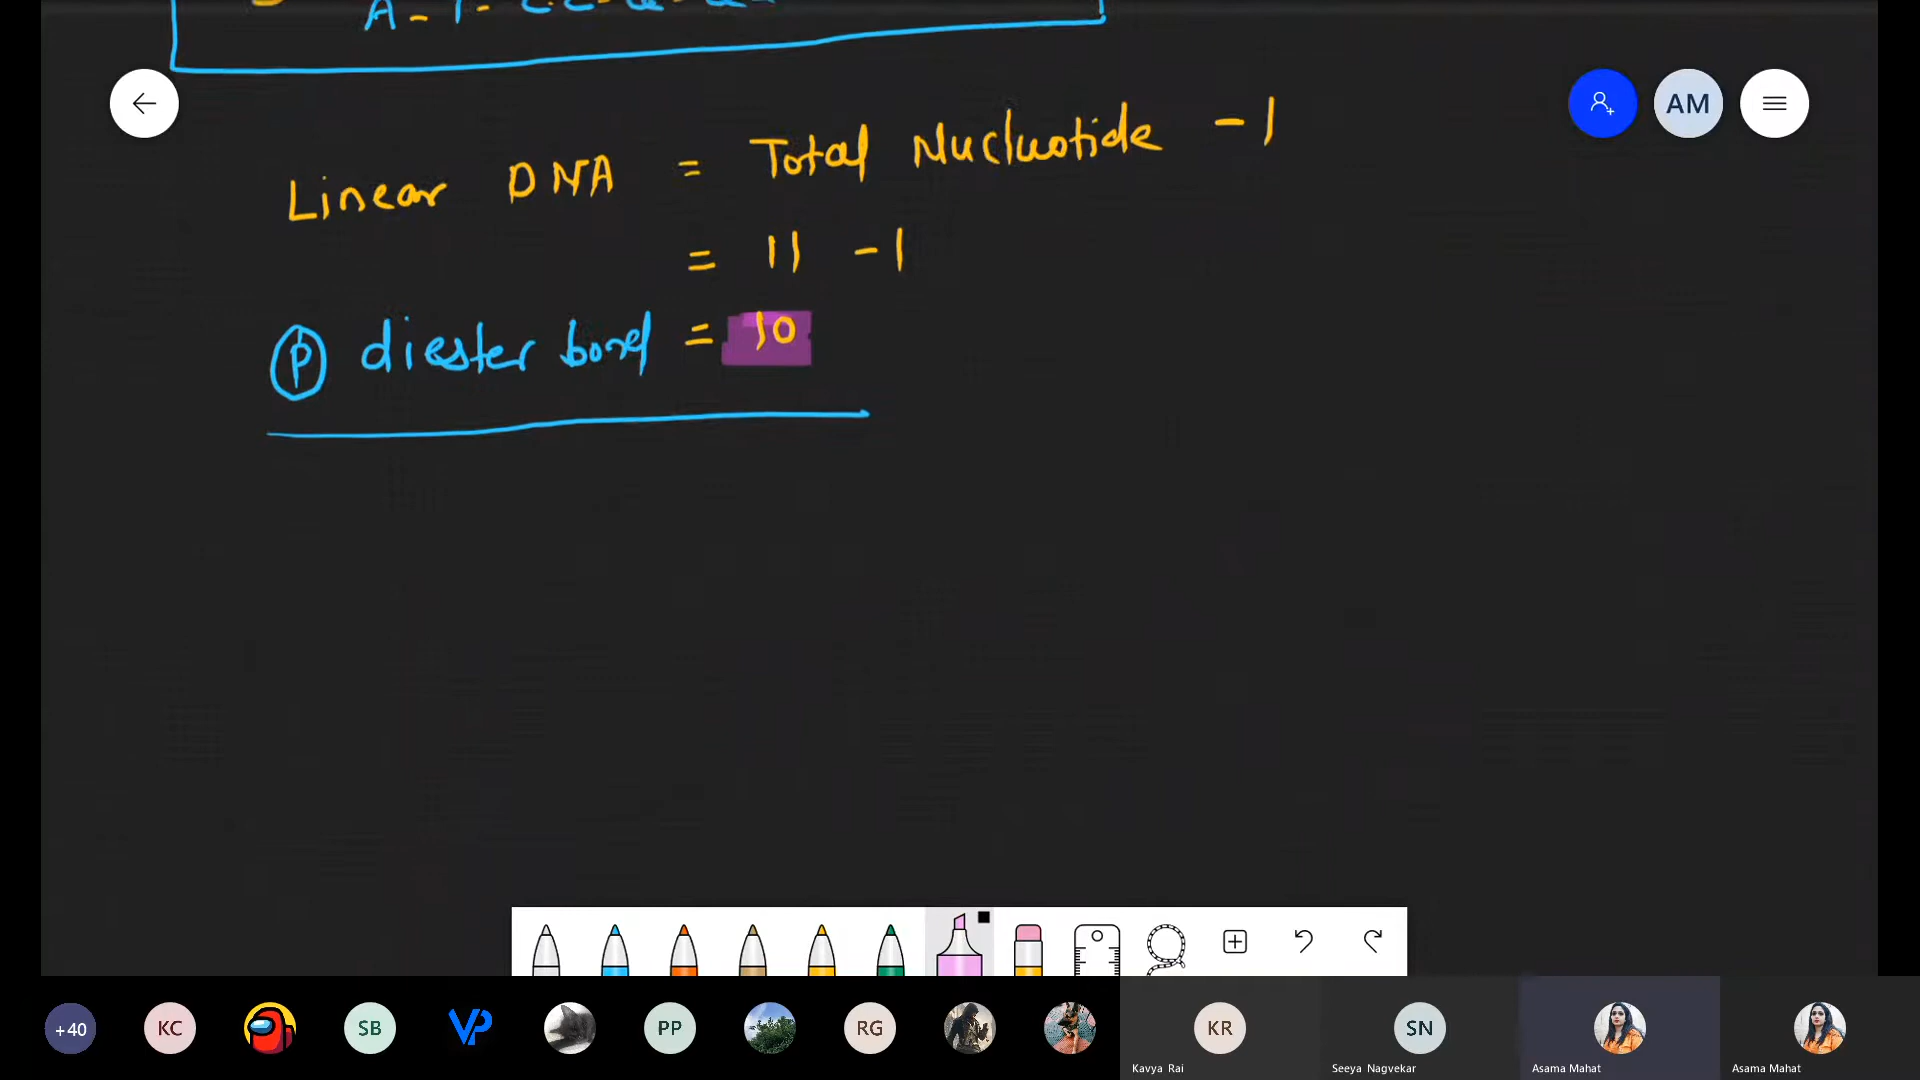 AM
Linear DNA = Total Nucleotide -1
= 11 -1
P diester bond = 10
+40
KC
SB
VP
PP
RG
KR
SN
Kavya Rai
Seeya Nagvekar
Asama Mahat
Asama Mahat